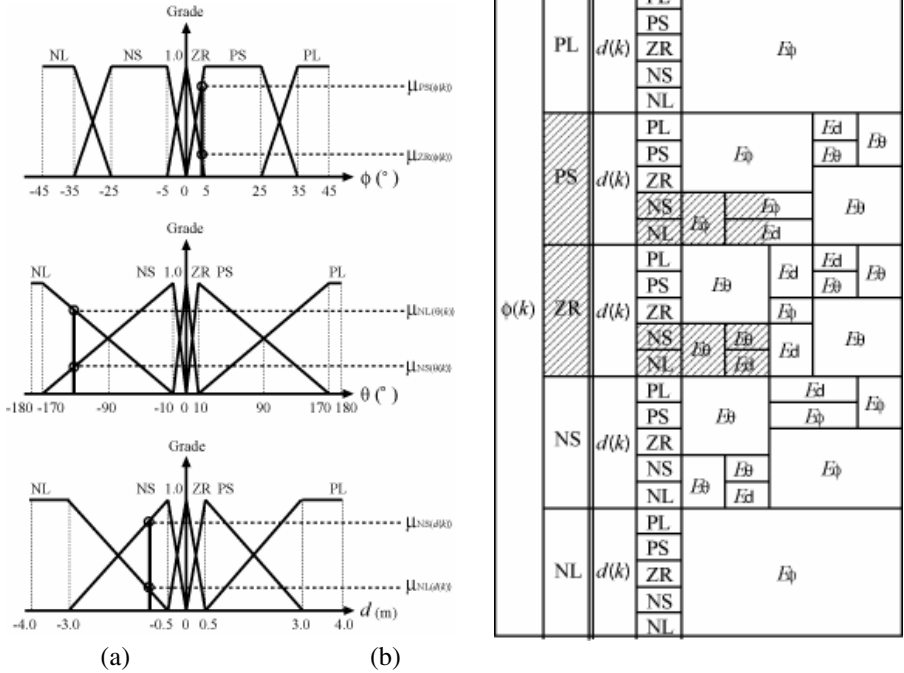 Grade
NL NS 1.0 ZR PS PL
μPS(ϕ(k))
μZR(ϕ(k))
-45 -35 -5 0 5 25 35 45 ϕ (°)
Grade
NL NS 1.0 ZR PS PL
μNL(θ(k))
μNS(θ(k))
-180 -170 -90 -10 0 10 90 170 180 θ (°)
Grade
NL NS 1.0 ZR PS PL
μNS(d(k))
μNL(d(k))
-4.0 -3.0 -0.5 0 0.5 3.0 4.0 d (m)
(a) (b)
ϕ(k)
PL d(k)
PL
PS
ZR
NS
NL
Eϕ
PS d(k)
PL
PS
ZR
NS
NL
Eϕ Ed Eθ
Eθ
Eθ
Eϕ Eϕ
Ed
ZR d(k)
PL
PS
ZR
NS
NL
Eθ Ed Ed Eθ
Eθ
Eϕ Eθ
Eθ Eθ Ed
Ed
NS d(k)
PL
PS
ZR
NS
NL
Eθ Ed Eϕ
Eϕ
Eϕ
Eθ Eθ
Ed
NL d(k)
PL
PS
ZR
NS
NL
Eϕ